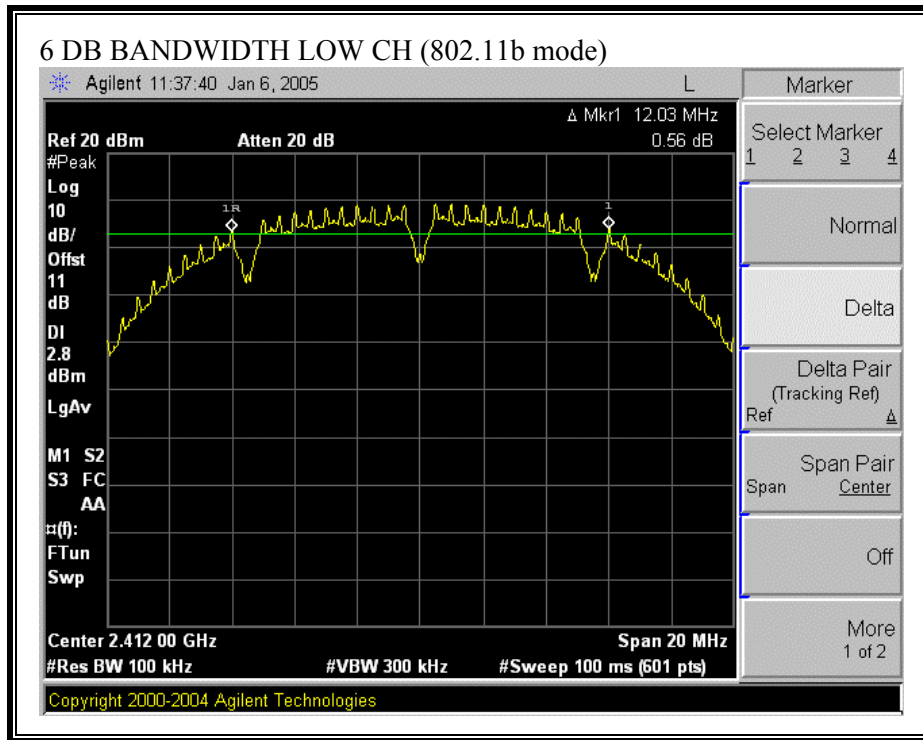 6 DB BANDWIDTH LOW CH (802.11b mode)
Agilent 11:37:40 Jan 6, 2005 L
Δ Mkr1 12.03 MHz
Ref 20 dBm Atten 20 dB 0.56 dB
#Peak
Log
10
dB/
Offst
11
dB
DI
2.8
dBm
LgAv
M1 S2
S3 FC
AA
¤(f):
FTun
Swp
1R
1
Center 2.412 00 GHz Span 20 MHz
#Res BW 100 kHz #VBW 300 kHz #Sweep 100 ms (601 pts)
Copyright 2000-2004 Agilent Technologies
Marker
Select Marker
1 2 3 4
Normal
Delta
Delta Pair
(Tracking Ref)
Ref Δ
Span Pair
Span Center
Off
More
1 of 2